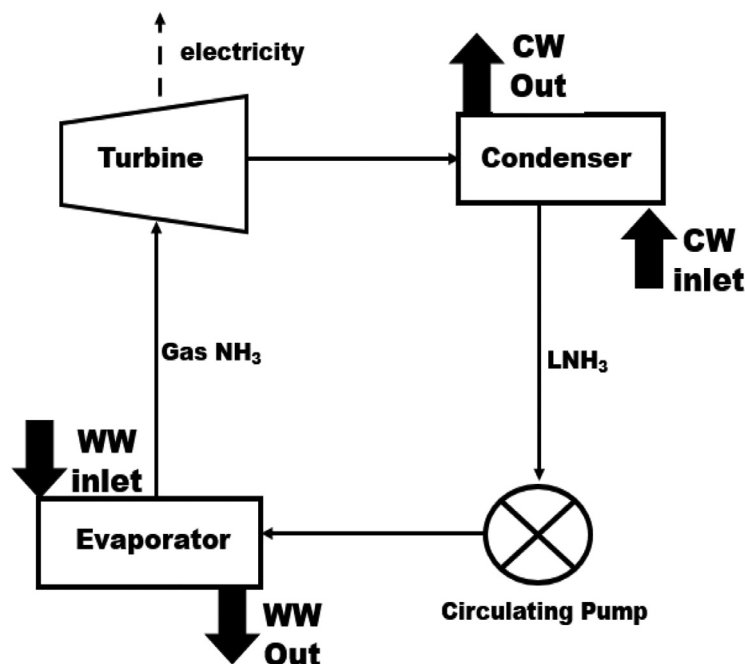 electricity
CW
Out
Turbine
Condenser
CW
inlet
Gas NH₃
LNH₃
WW
inlet
Evaporator
Circulating Pump
WW
Out